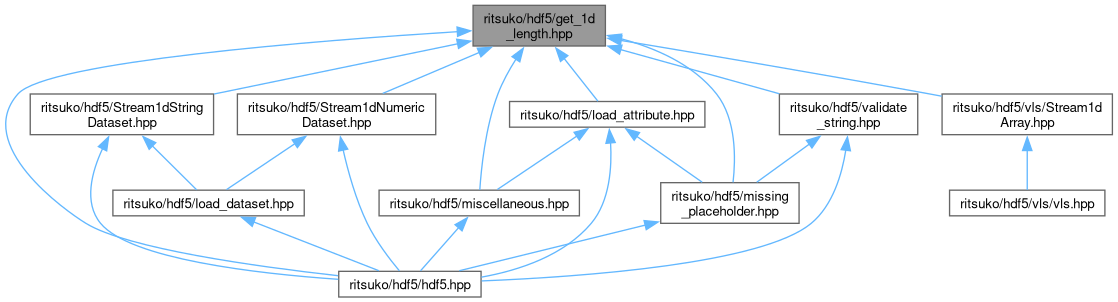 ritsuko/hdf5/get_1d
_length.hpp
ritsuko/hdf5/Stream1dString
Dataset.hpp
ritsuko/hdf5/Stream1dNumeric
Dataset.hpp
ritsuko/hdf5/load_attribute.hpp
ritsuko/hdf5/validate
_string.hpp
ritsuko/hdf5/vls/Stream1d
Array.hpp
ritsuko/hdf5/load_dataset.hpp
ritsuko/hdf5/miscellaneous.hpp
ritsuko/hdf5/missing
_placeholder.hpp
ritsuko/hdf5/vls/vls.hpp
ritsuko/hdf5/hdf5.hpp